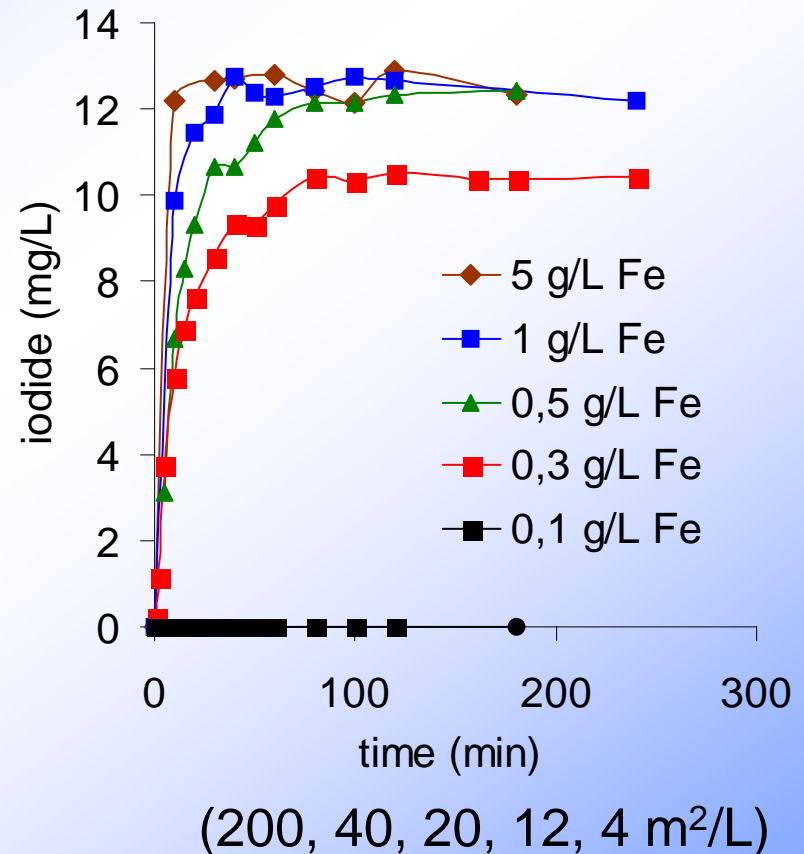 14
12
10
8
6
4
2
0
iodide (mg/L)
5 g/L Fe
1 g/L Fe
0,5 g/L Fe
0,3 g/L Fe
0,1 g/L Fe
0 100 200 300
time (min)
(200, 40, 20, 12, 4 m²/L)